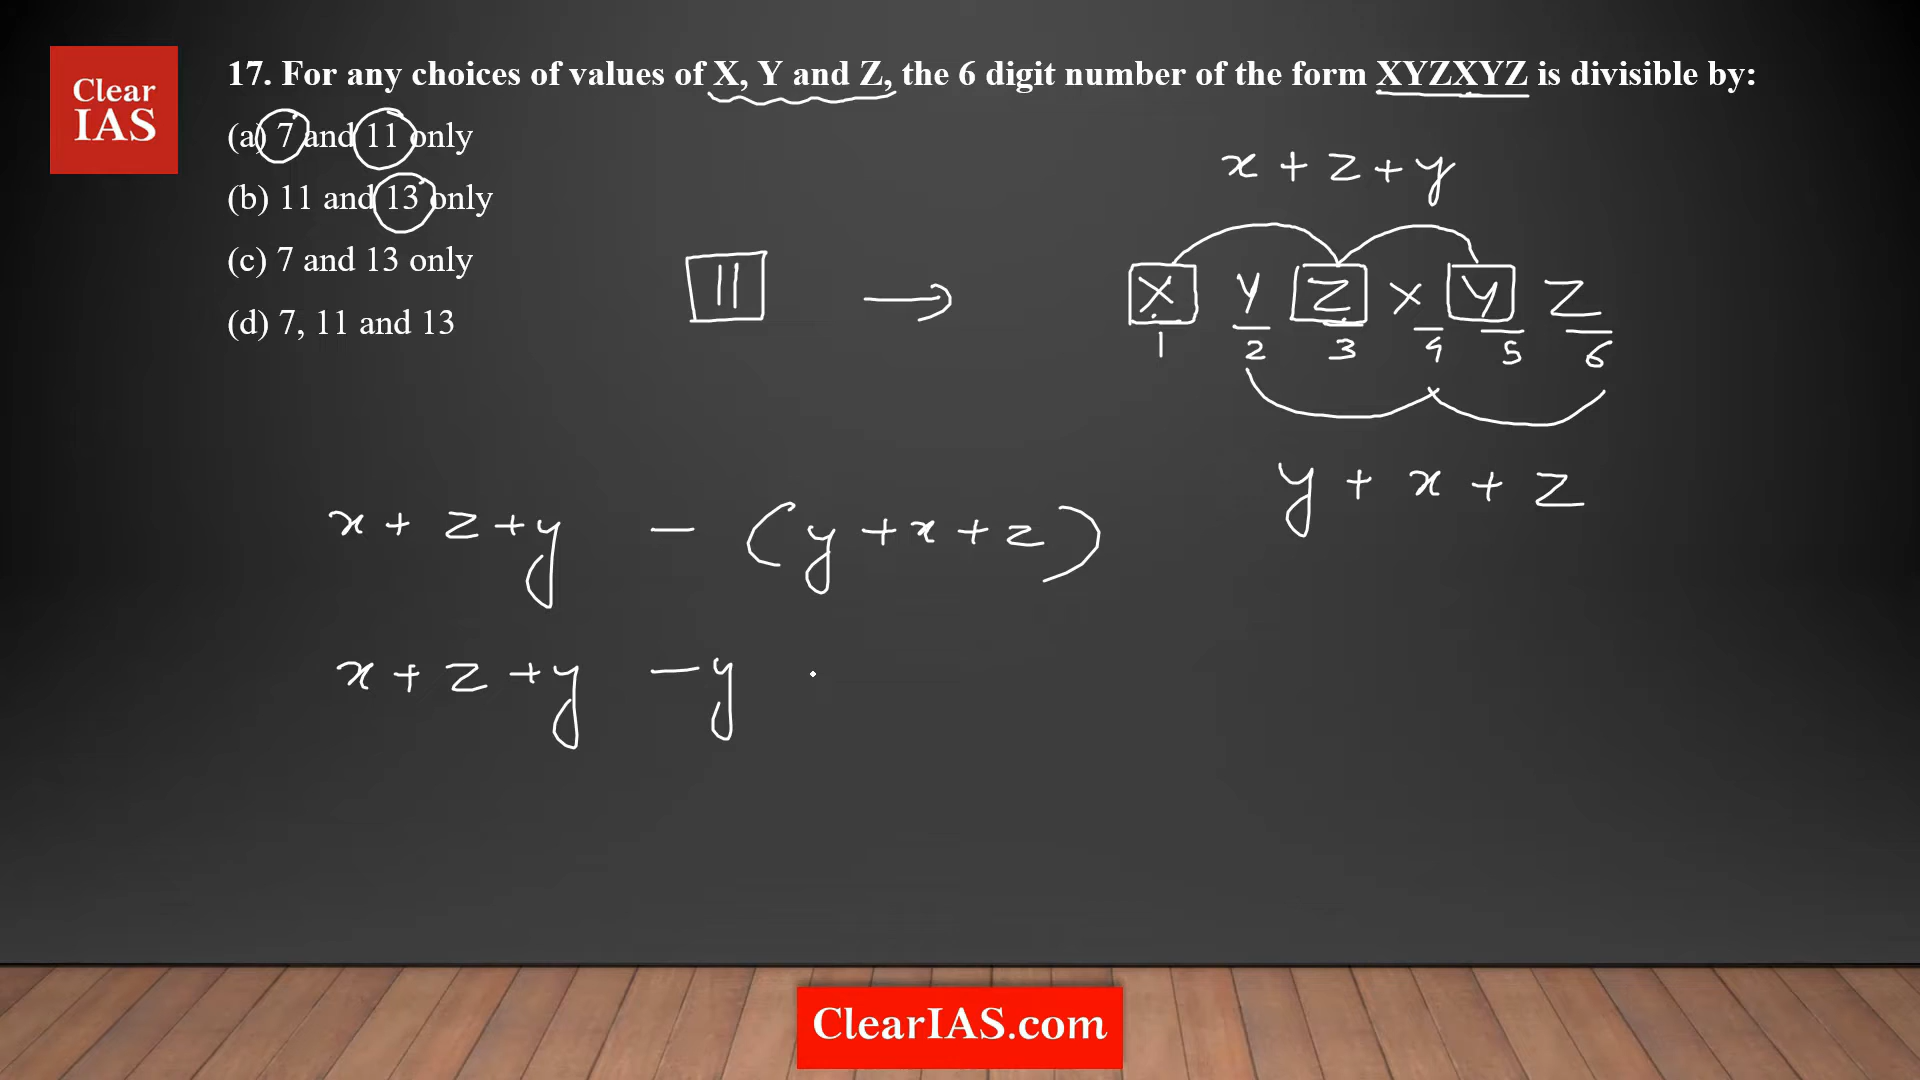 Clear
IAS
17. For any choices of values of X, Y and Z, the 6 digit number of the form XYZXYZ is divisible by:
(a) 7 and 11 only
(b) 11 and 13 only
(c) 7 and 13 only
(d) 7, 11 and 13
x + z + y
11 → X Y Z X Y Z
1 2 3 4 5 6
y + x + z
x + z + y - (y + x + z)
x + z + y - y
ClearIAS.com